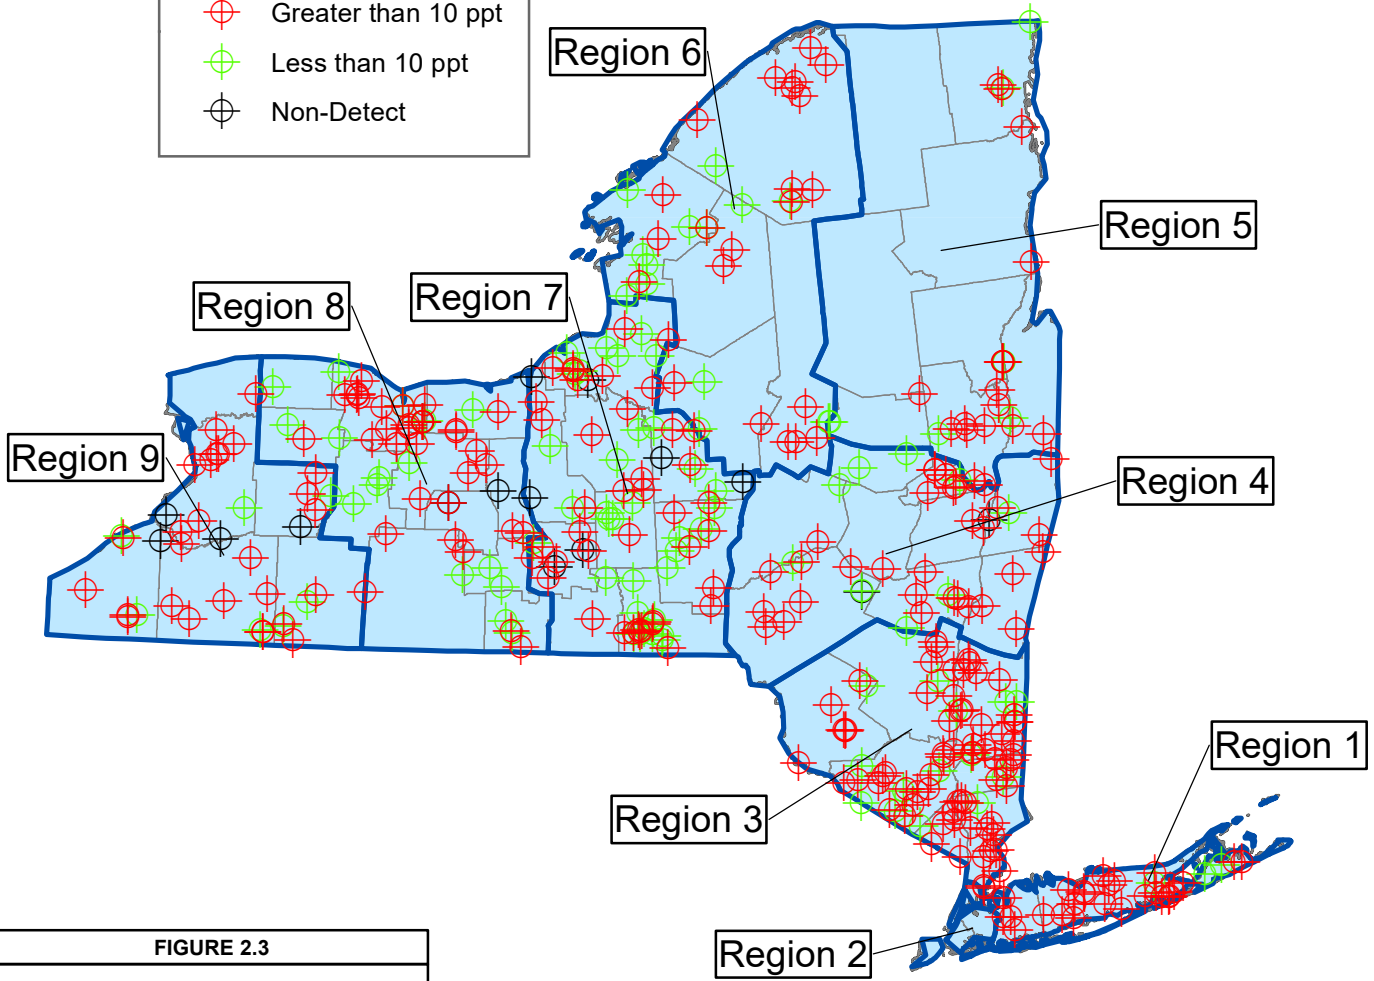 Greater than 10 ppt
Less than 10 ppt
Non-Detect
Region 6
Region 5
Region 8
Region 7
Region 9
Region 4
Region 1
Region 3
Region 2
FIGURE 2.3